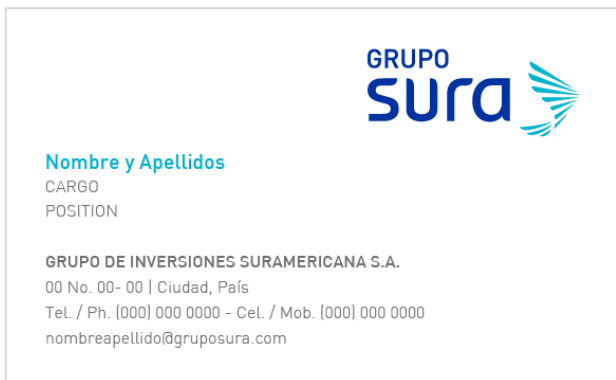 GRUPO
sura
Nombre y Apellidos
CARGO
POSITION
GRUPO DE INVERSIONES SURAMERICANA S.A.
00 No. 00- 00 | Ciudad, País
Tel. / Ph. (000) 000 0000 - Cel. / Mob. (000) 000 0000
nombreapellido@gruposura.com